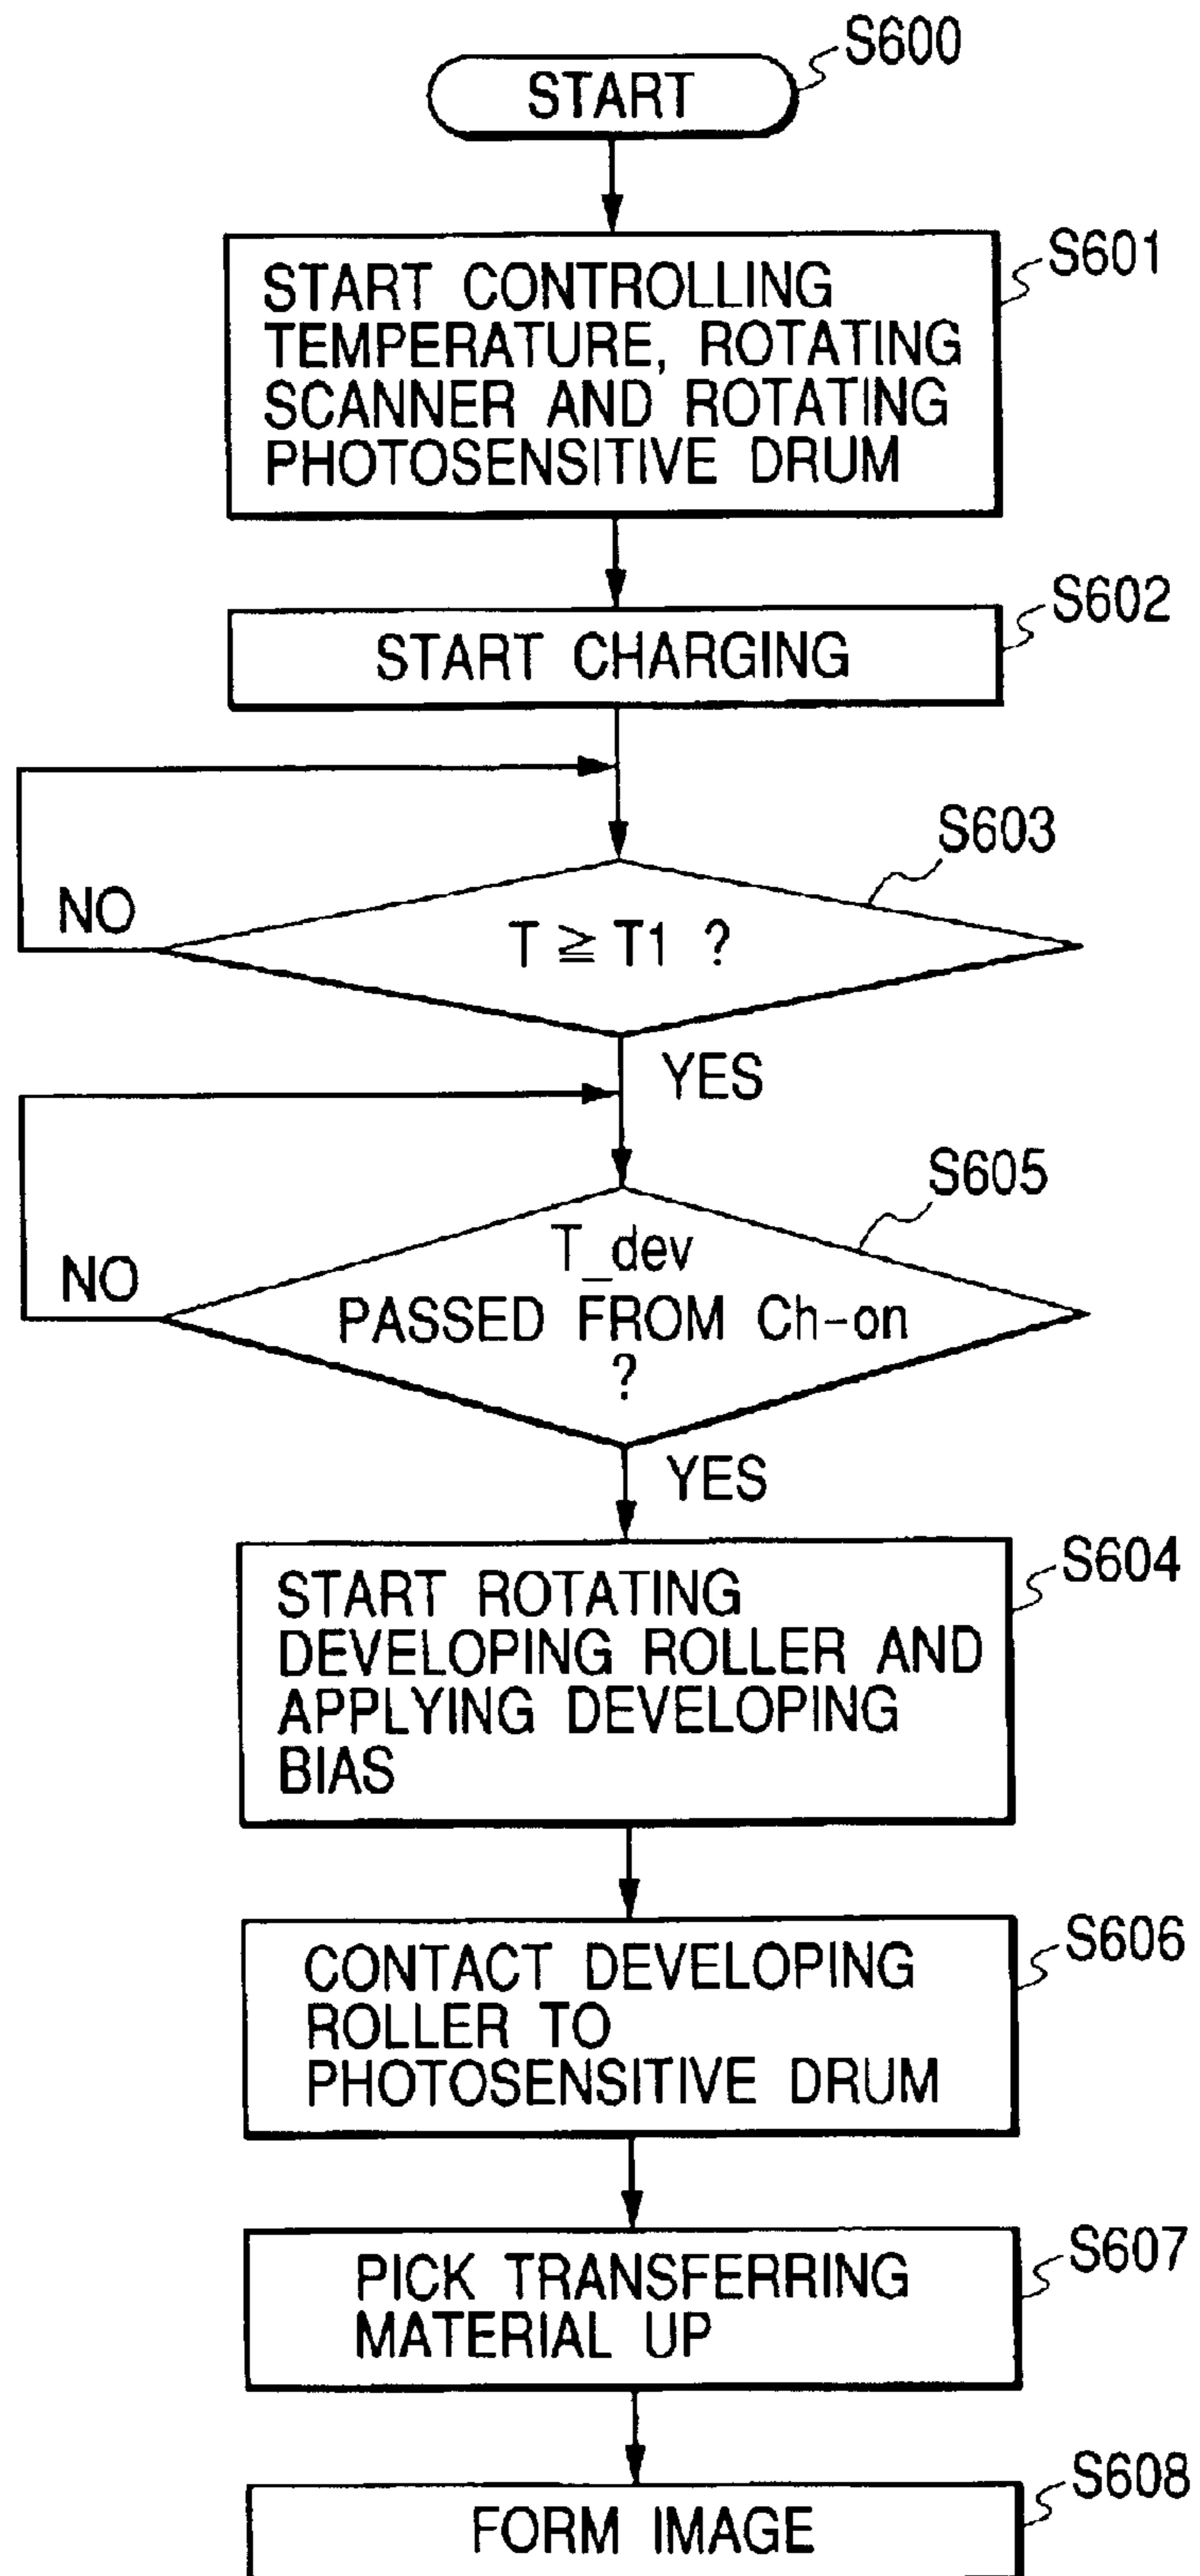 S600
START
S601
START CONTROLLING
TEMPERATURE, ROTATING
SCANNER AND ROTATING
PHOTOSENSITIVE DRUM
S602
START CHARGING
S603
NO
T ≧ T1 ?
YES
S605
T_dev
NO
PASSED FROM Ch-on
?
YES
S604
START ROTATING
DEVELOPING ROLLER AND
APPLYING DEVELOPING
BIAS
S606
CONTACT DEVELOPING
ROLLER TO
PHOTOSENSITIVE DRUM
S607
PICK TRANSFERRING
MATERIAL UP
S608
FORM IMAGE